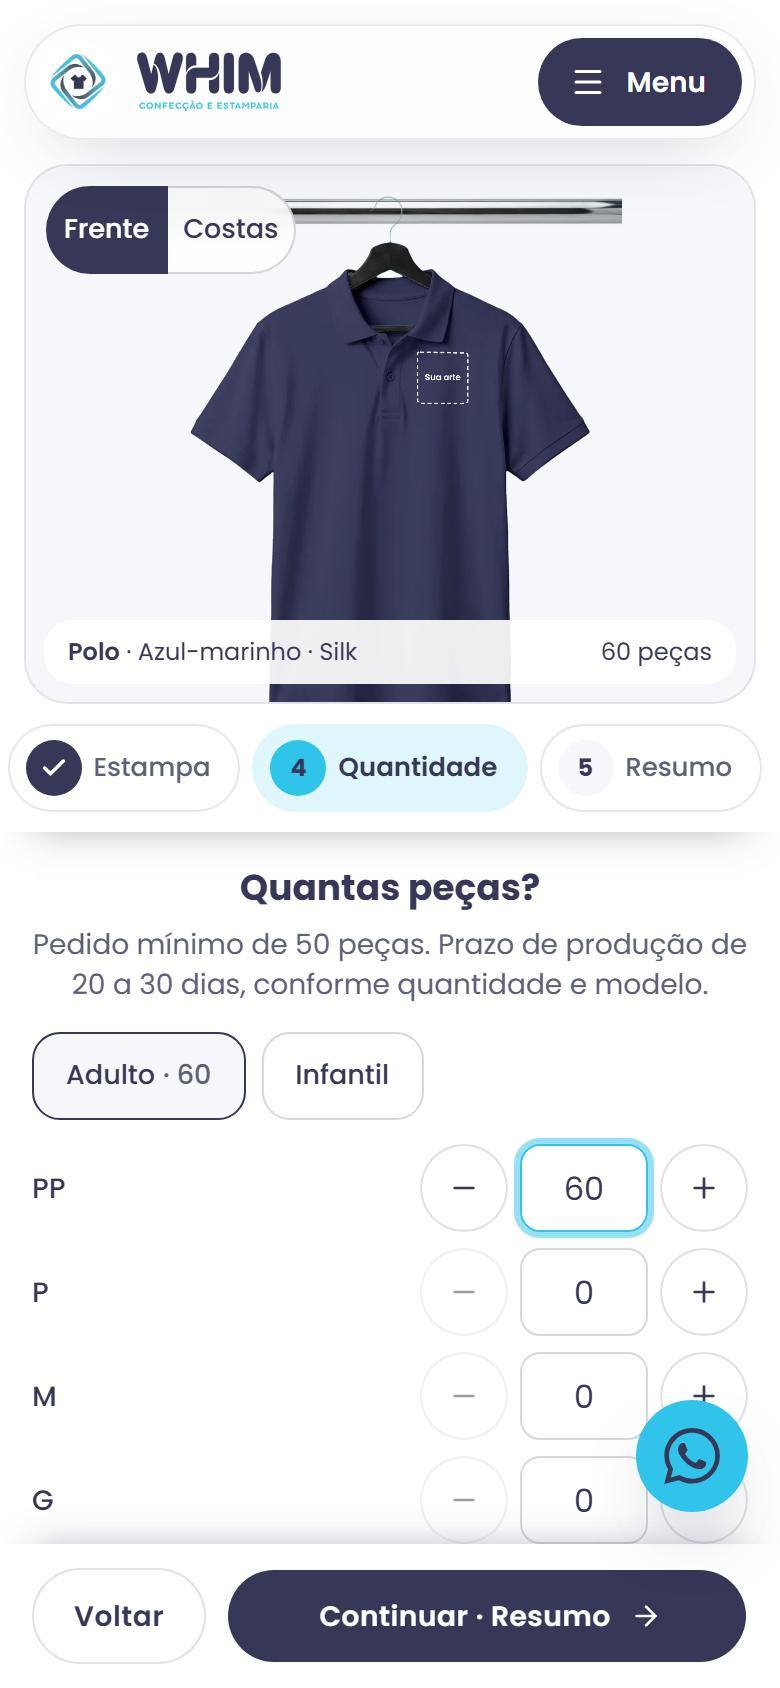 WHIM
CONFECÇÃO E ESTAMPARIA
Menu
Frente
Costas
Sua arte
Polo · Azul-marinho · Silk
60 peças
Estampa
4 Quantidade
5 Resumo
Quantas peças?
Pedido mínimo de 50 peças. Prazo de produção de
20 a 30 dias, conforme quantidade e modelo.
Adulto · 60
Infantil
PP − 60 +
P − 0 +
M − 0 +
G − 0
Voltar
Continuar · Resumo →